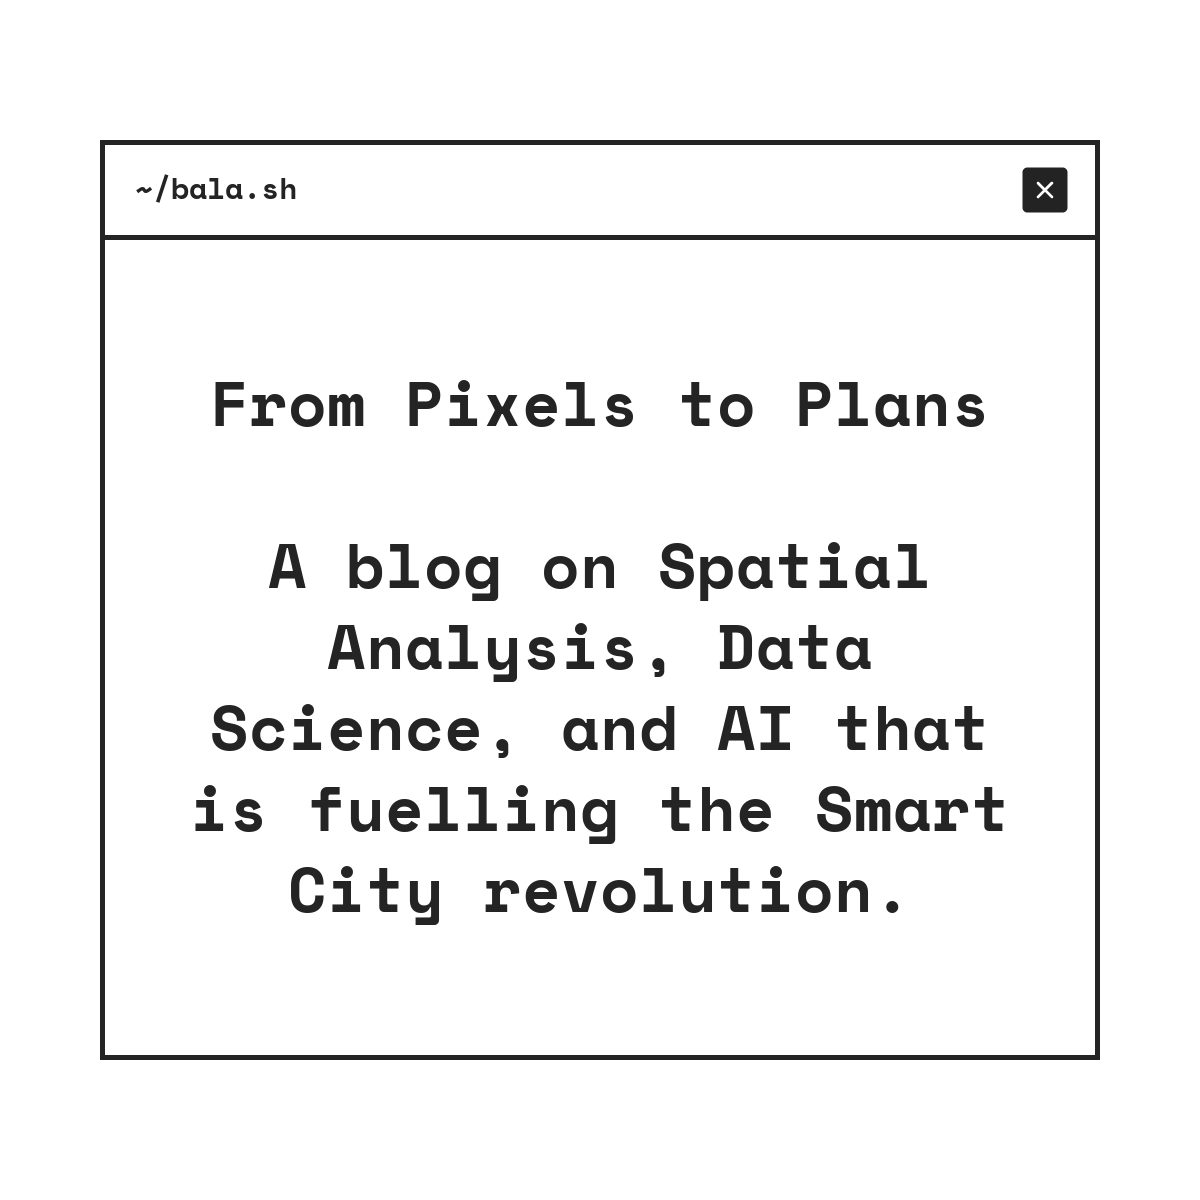 ~/bala.sh
From Pixels to Plans
A blog on Spatial
Analysis, Data
Science, and AI that
is fuelling the Smart
City revolution.